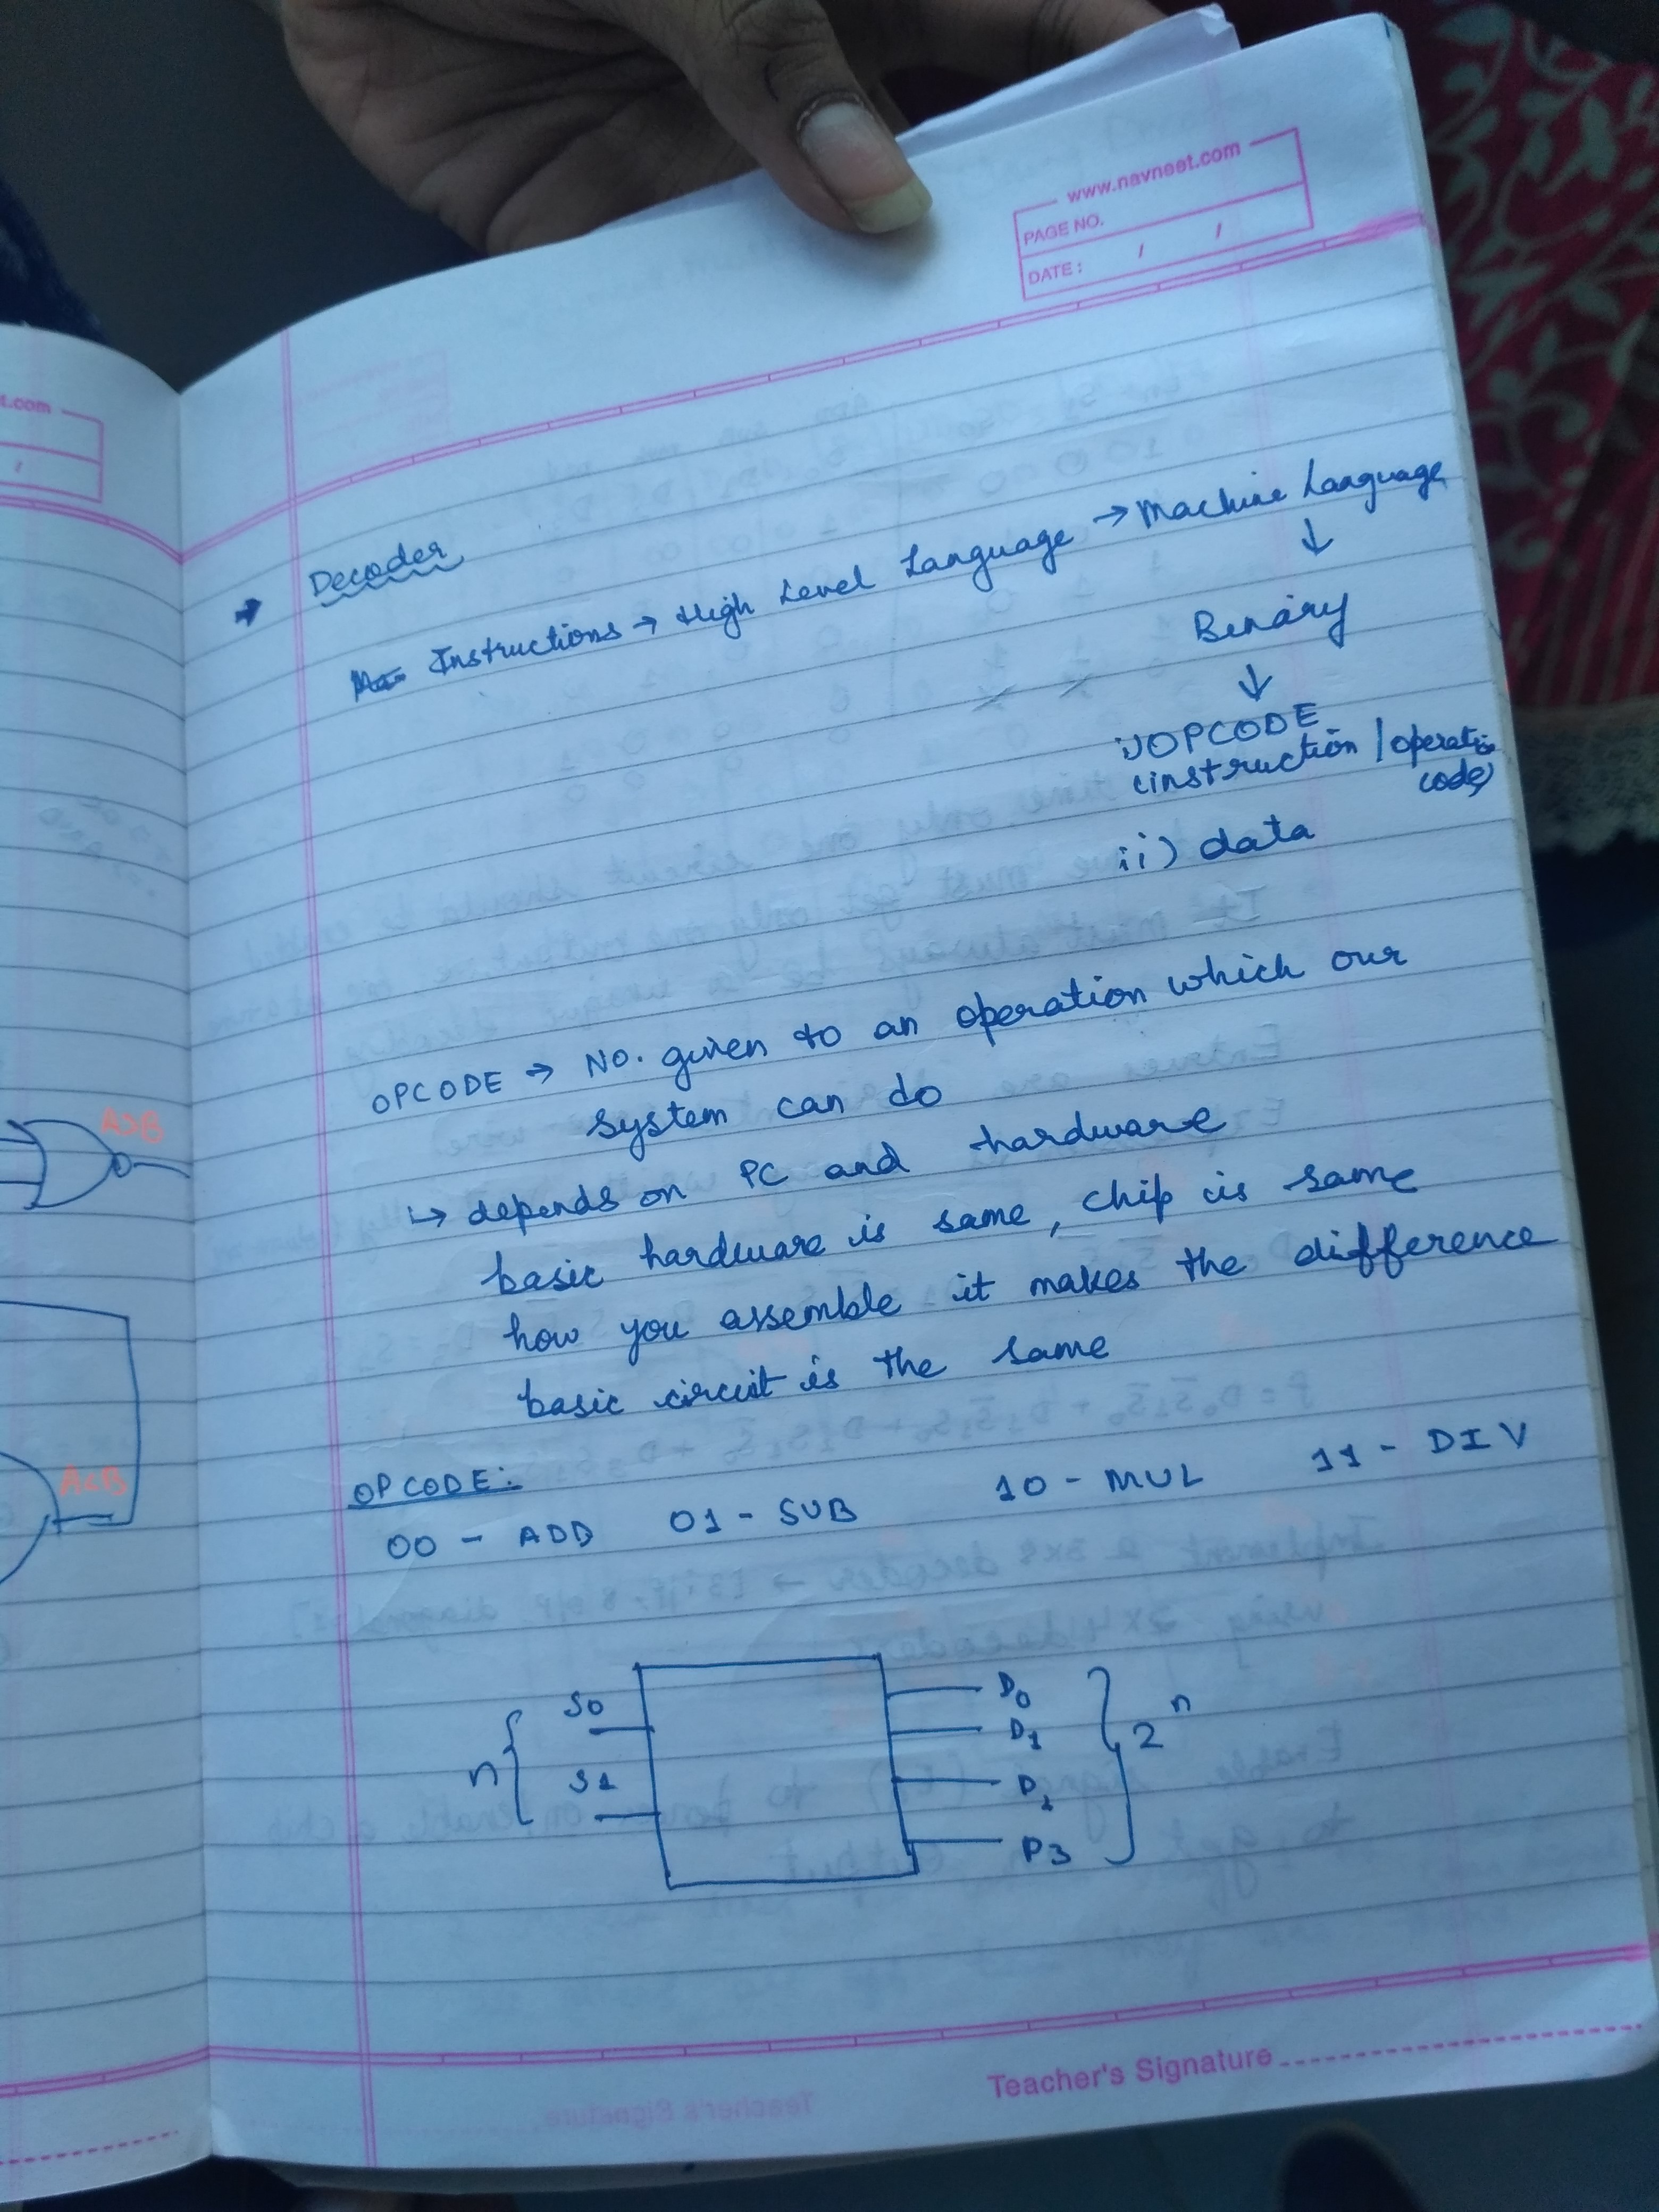 www.navneet.com
PAGE NO.
DATE: / /
t.com
/
Decoder
Instructions → High Level Language → Machine Language
↓
Binary
↓
i) OPCODE
(instruction / operation
code)
ii) data
OPCODE → No. given to an operation which our
system can do
↳ depends on PC and hardware
basic hardware is same, chip is same
how you assemble it makes the difference
basic circuit is the same
OPCODE:
00 - ADD 01 - SUB 10 - MUL 11 - DIV
A>B
A<B
n { S0
S1
D0
D1
D2
D3
} 2^n
Teacher's Signature